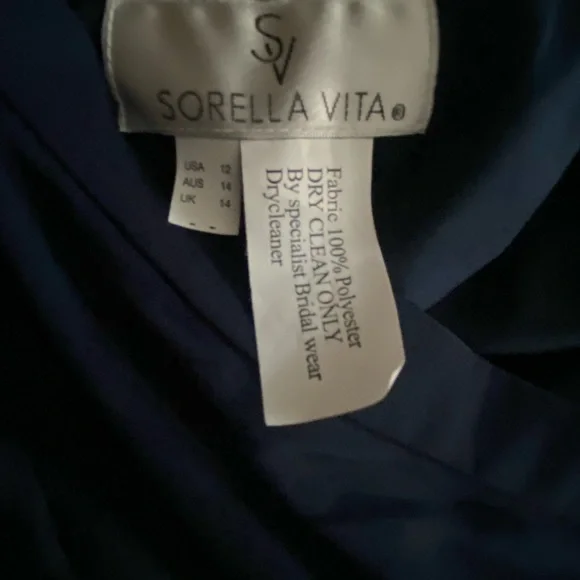 SV
SORELLA VITA®
USA 12
AUS 14
UK 14
- -
Fabric 100% Polyester
DRY CLEAN ONLY
By specialist Bridal wear
Drycleaner